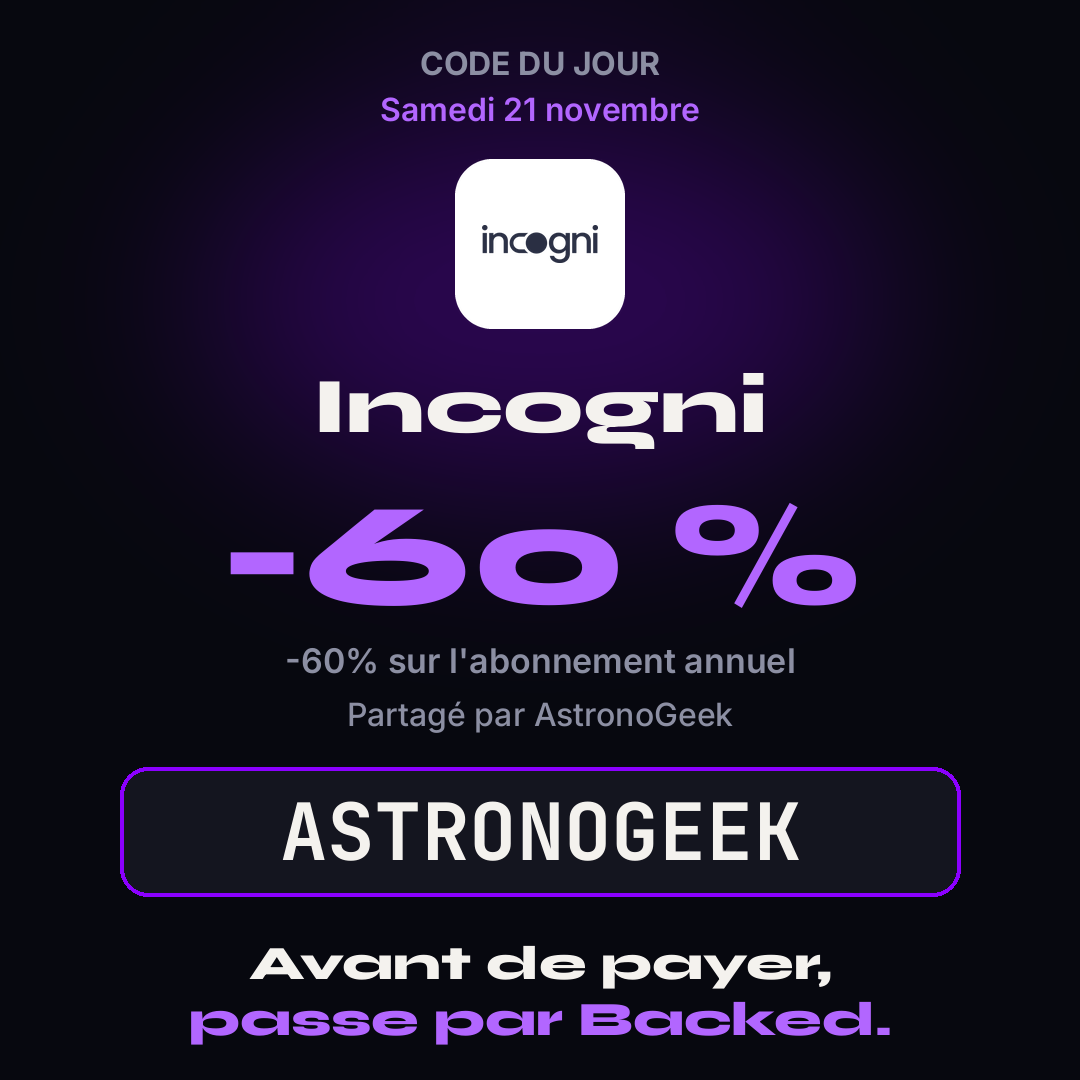 CODE DU JOUR
Samedi 21 novembre
incogni
Incogni
-60 %
-60% sur l'abonnement annuel
Partagé par AstronoGeek
ASTRONOGEEK
Avant de payer,
passe par Backed.